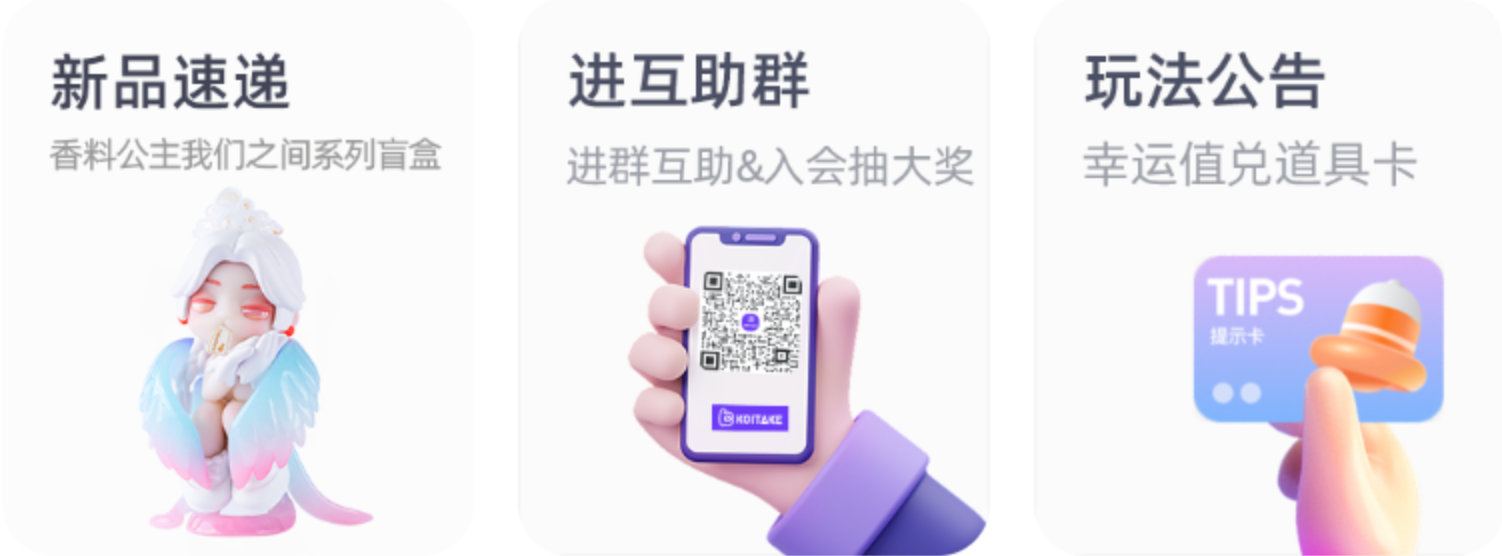 新品速递
香料公主我们之间系列盲盒
进互助群
进群互助&入会抽大奖
KOITAKE
玩法公告
幸运值兑道具卡
TIPS
提示卡